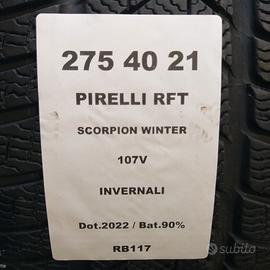 275 40 21
PIRELLI RFT
SCORPION WINTER
107V
INVERNALI
Dot.2022 / Bat.90%
RB117
subito